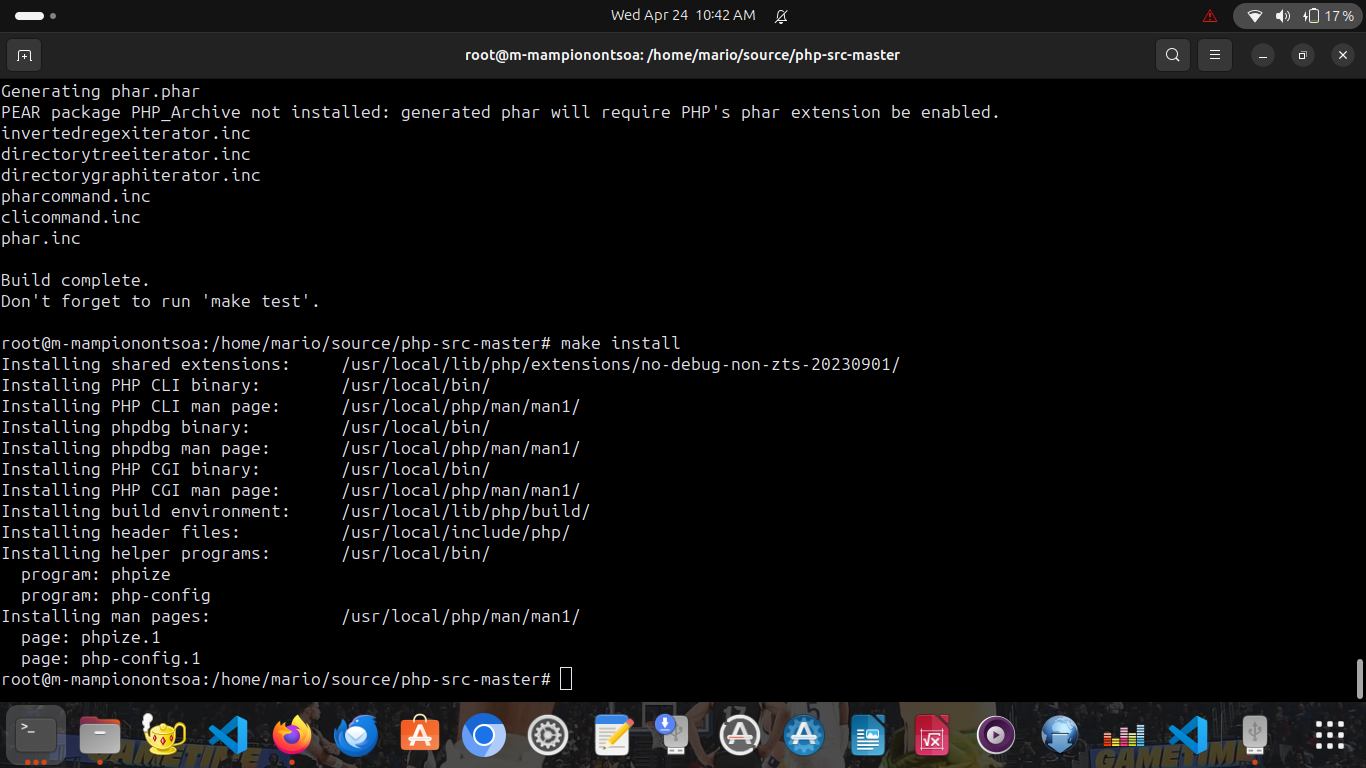 Wed Apr 24 10:42 AM
17 %
root@m-mampionontsoa: /home/mario/source/php-src-master
Generating phar.phar
PEAR package PHP_Archive not installed: generated phar will require PHP's phar extension be enabled.
invertedregexiterator.inc
directorytreeiterator.inc
directorygraphiterator.inc
pharcommand.inc
clicommand.inc
phar.inc
Build complete.
Don't forget to run 'make test'.
root@m-mampionontsoa:/home/mario/source/php-src-master# make install
Installing shared extensions:     /usr/local/lib/php/extensions/no-debug-non-zts-20230901/
Installing PHP CLI binary:        /usr/local/bin/
Installing PHP CLI man page:      /usr/local/php/man/man1/
Installing phpdbg binary:         /usr/local/bin/
Installing phpdbg man page:       /usr/local/php/man/man1/
Installing PHP CGI binary:        /usr/local/bin/
Installing PHP CGI man page:      /usr/local/php/man/man1/
Installing build environment:     /usr/local/lib/php/build/
Installing header files:          /usr/local/include/php/
Installing helper programs:       /usr/local/bin/
  program: phpize
  program: php-config
Installing man pages:             /usr/local/php/man/man1/
  page: phpize.1
  page: php-config.1
root@m-mampionontsoa:/home/mario/source/php-src-master#